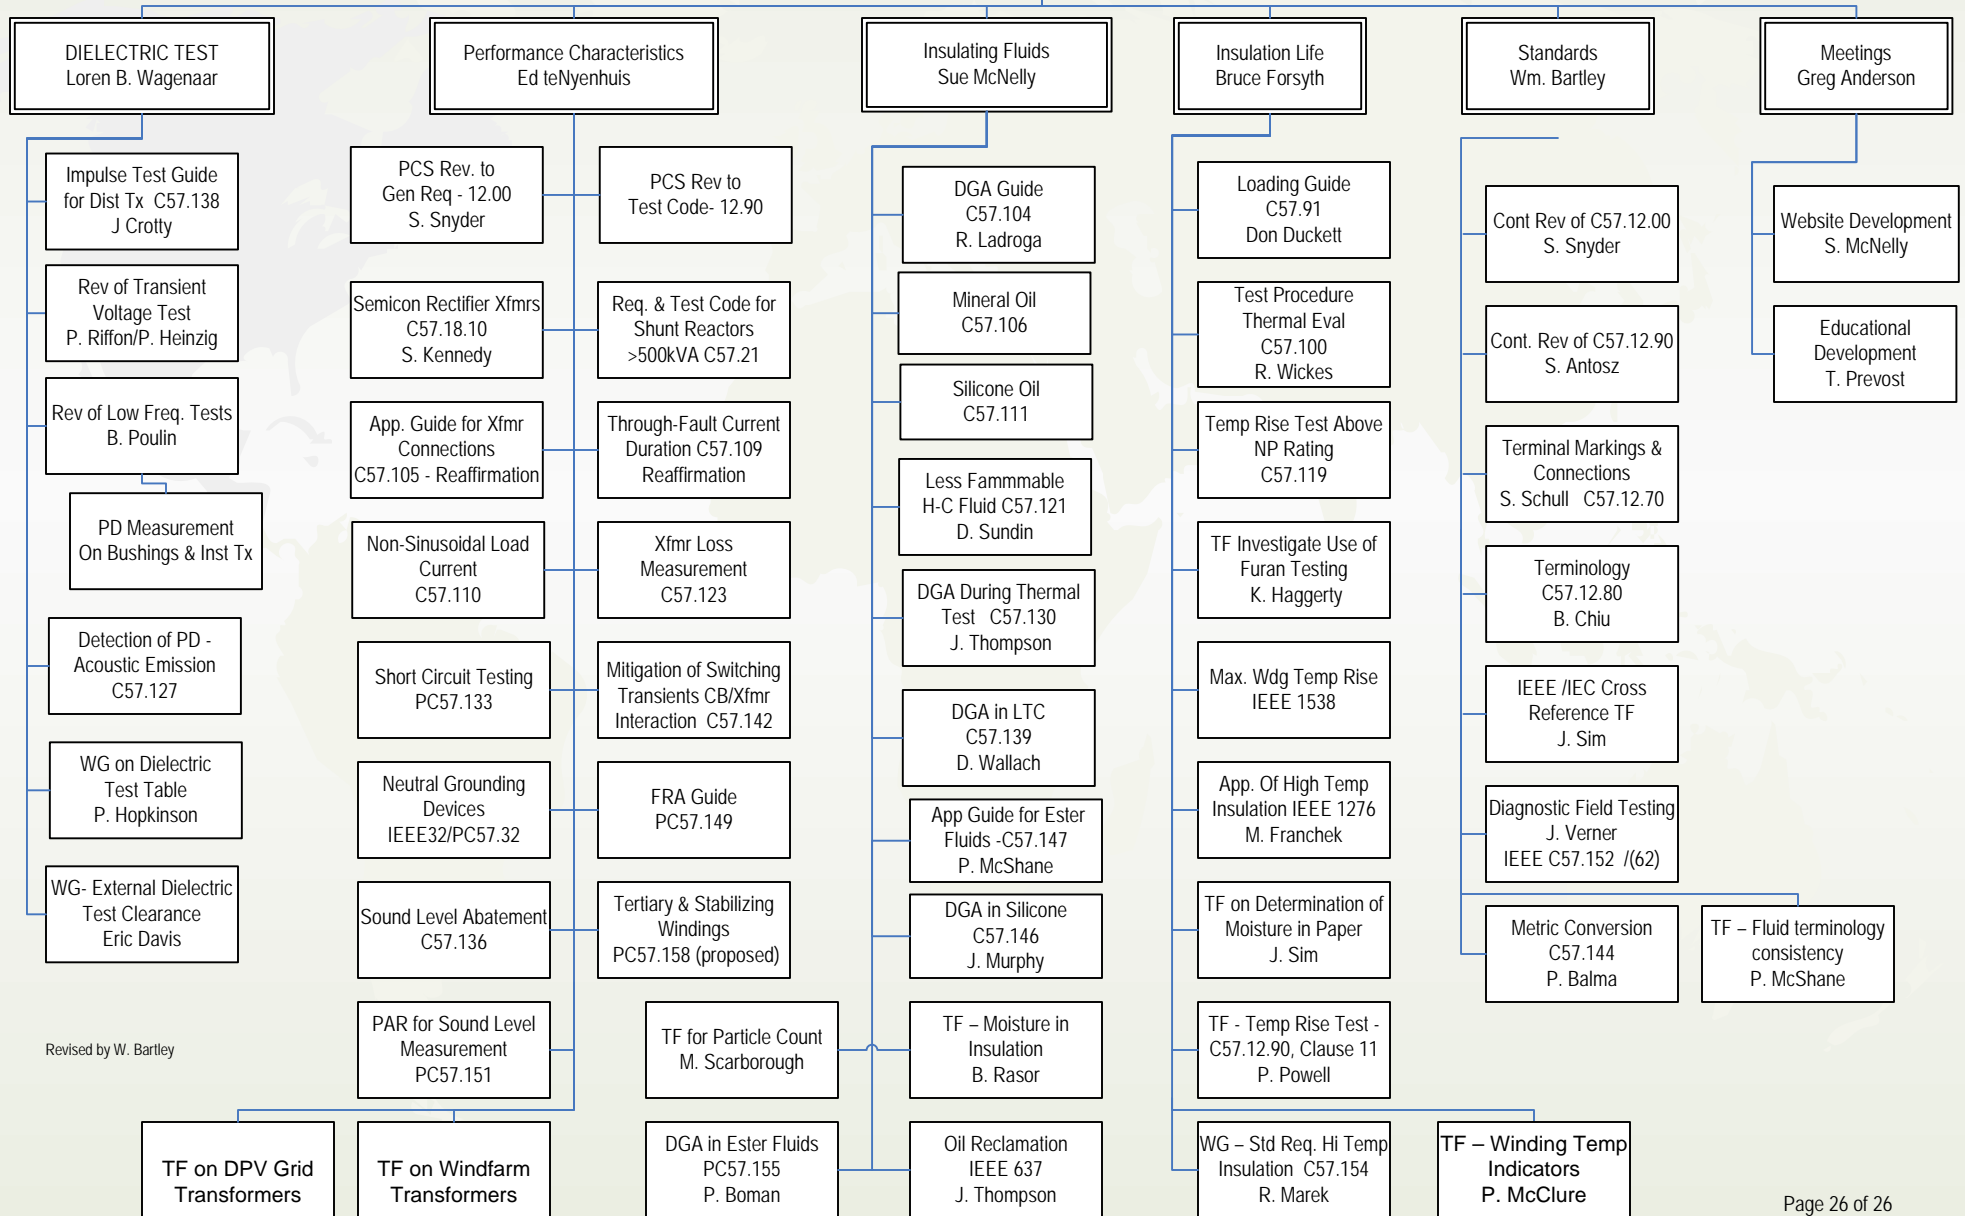 DIELECTRIC TEST
Loren B. Wagenaar
Performance Characteristics
Ed teNyenhuis
Insulating Fluids
Sue McNelly
Insulation Life
Bruce Forsyth
Standards
Wm. Bartley
Meetings
Greg Anderson
Impulse Test Guide
for Dist Tx  C57.138
J Crotty
Rev of Transient
Voltage Test
P. Riffon/P. Heinzig
Rev of Low Freq. Tests
B. Poulin
PD Measurement
On Bushings & Inst Tx
Detection of PD -
Acoustic Emission
C57.127
WG on Dielectric
Test Table
P. Hopkinson
WG- External Dielectric
Test Clearance
Eric Davis
PCS Rev. to
Gen Req - 12.00
S. Snyder
PCS Rev to
Test Code- 12.90
Semicon Rectifier Xfmrs
C57.18.10
S. Kennedy
Req. & Test Code for
Shunt Reactors
>500kVA C57.21
App. Guide for Xfmr
Connections
C57.105 - Reaffirmation
Through-Fault Current
Duration C57.109
Reaffirmation
Non-Sinusoidal Load
Current
C57.110
Xfmr Loss
Measurement
C57.123
Short Circuit Testing
PC57.133
Mitigation of Switching
Transients CB/Xfmr
Interaction  C57.142
Neutral Grounding
Devices
IEEE32/PC57.32
FRA Guide
PC57.149
Sound Level Abatement
C57.136
Tertiary & Stabilizing
Windings
PC57.158 (proposed)
PAR for Sound Level
Measurement
PC57.151
TF on DPV Grid
Transformers
TF on Windfarm
Transformers
DGA Guide
C57.104
R. Ladroga
Mineral Oil
C57.106
Silicone Oil
C57.111
Less Fammmable
H-C Fluid C57.121
D. Sundin
DGA During Thermal
Test   C57.130
J. Thompson
DGA in LTC
C57.139
D. Wallach
App Guide for Ester
Fluids -C57.147
P. McShane
DGA in Silicone
C57.146
J. Murphy
TF for Particle Count
M. Scarborough
TF – Moisture in
Insulation
B. Rasor
DGA in Ester Fluids
PC57.155
P. Boman
Oil Reclamation
IEEE 637
J. Thompson
Loading Guide
C57.91
Don Duckett
Test Procedure
Thermal Eval
C57.100
R. Wickes
Temp Rise Test Above
NP Rating
C57.119
TF Investigate Use of
Furan Testing
K. Haggerty
Max. Wdg Temp Rise
IEEE 1538
App. Of High Temp
Insulation IEEE 1276
M. Franchek
TF on Determination of
Moisture in Paper
J. Sim
TF - Temp Rise Test -
C57.12.90, Clause 11
P. Powell
WG – Std Req. Hi Temp
Insulation  C57.154
R. Marek
TF – Winding Temp
Indicators
P. McClure
Cont Rev of C57.12.00
S. Snyder
Cont. Rev of C57.12.90
S. Antosz
Terminal Markings &
Connections
S. Schull   C57.12.70
Terminology
C57.12.80
B. Chiu
IEEE /IEC Cross
Reference TF
J. Sim
Diagnostic Field Testing
J. Verner
IEEE C57.152  /(62)
Metric Conversion
C57.144
P. Balma
TF – Fluid terminology
consistency
P. McShane
Website Development
S. McNelly
Educational
Development
T. Prevost
Revised by W. Bartley
Page 26 of 26